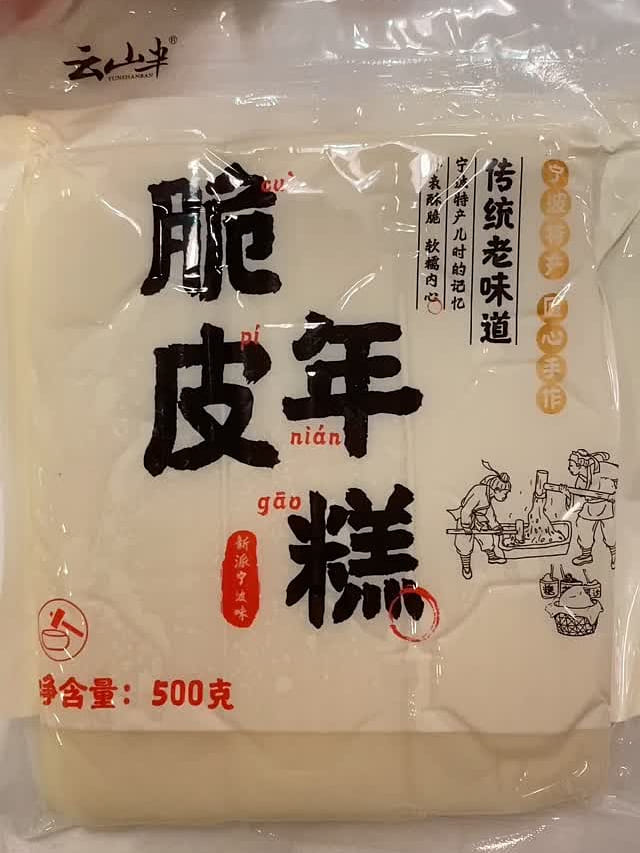 云山半®
YUNSHANBAN
脆皮
cuì
pí
年糕
nián
gāo
宁波特产 匠心手作
传统老味道
宁波特产儿时的记忆
外表酥脆 软糯内心
新派宁波味
净含量：500克